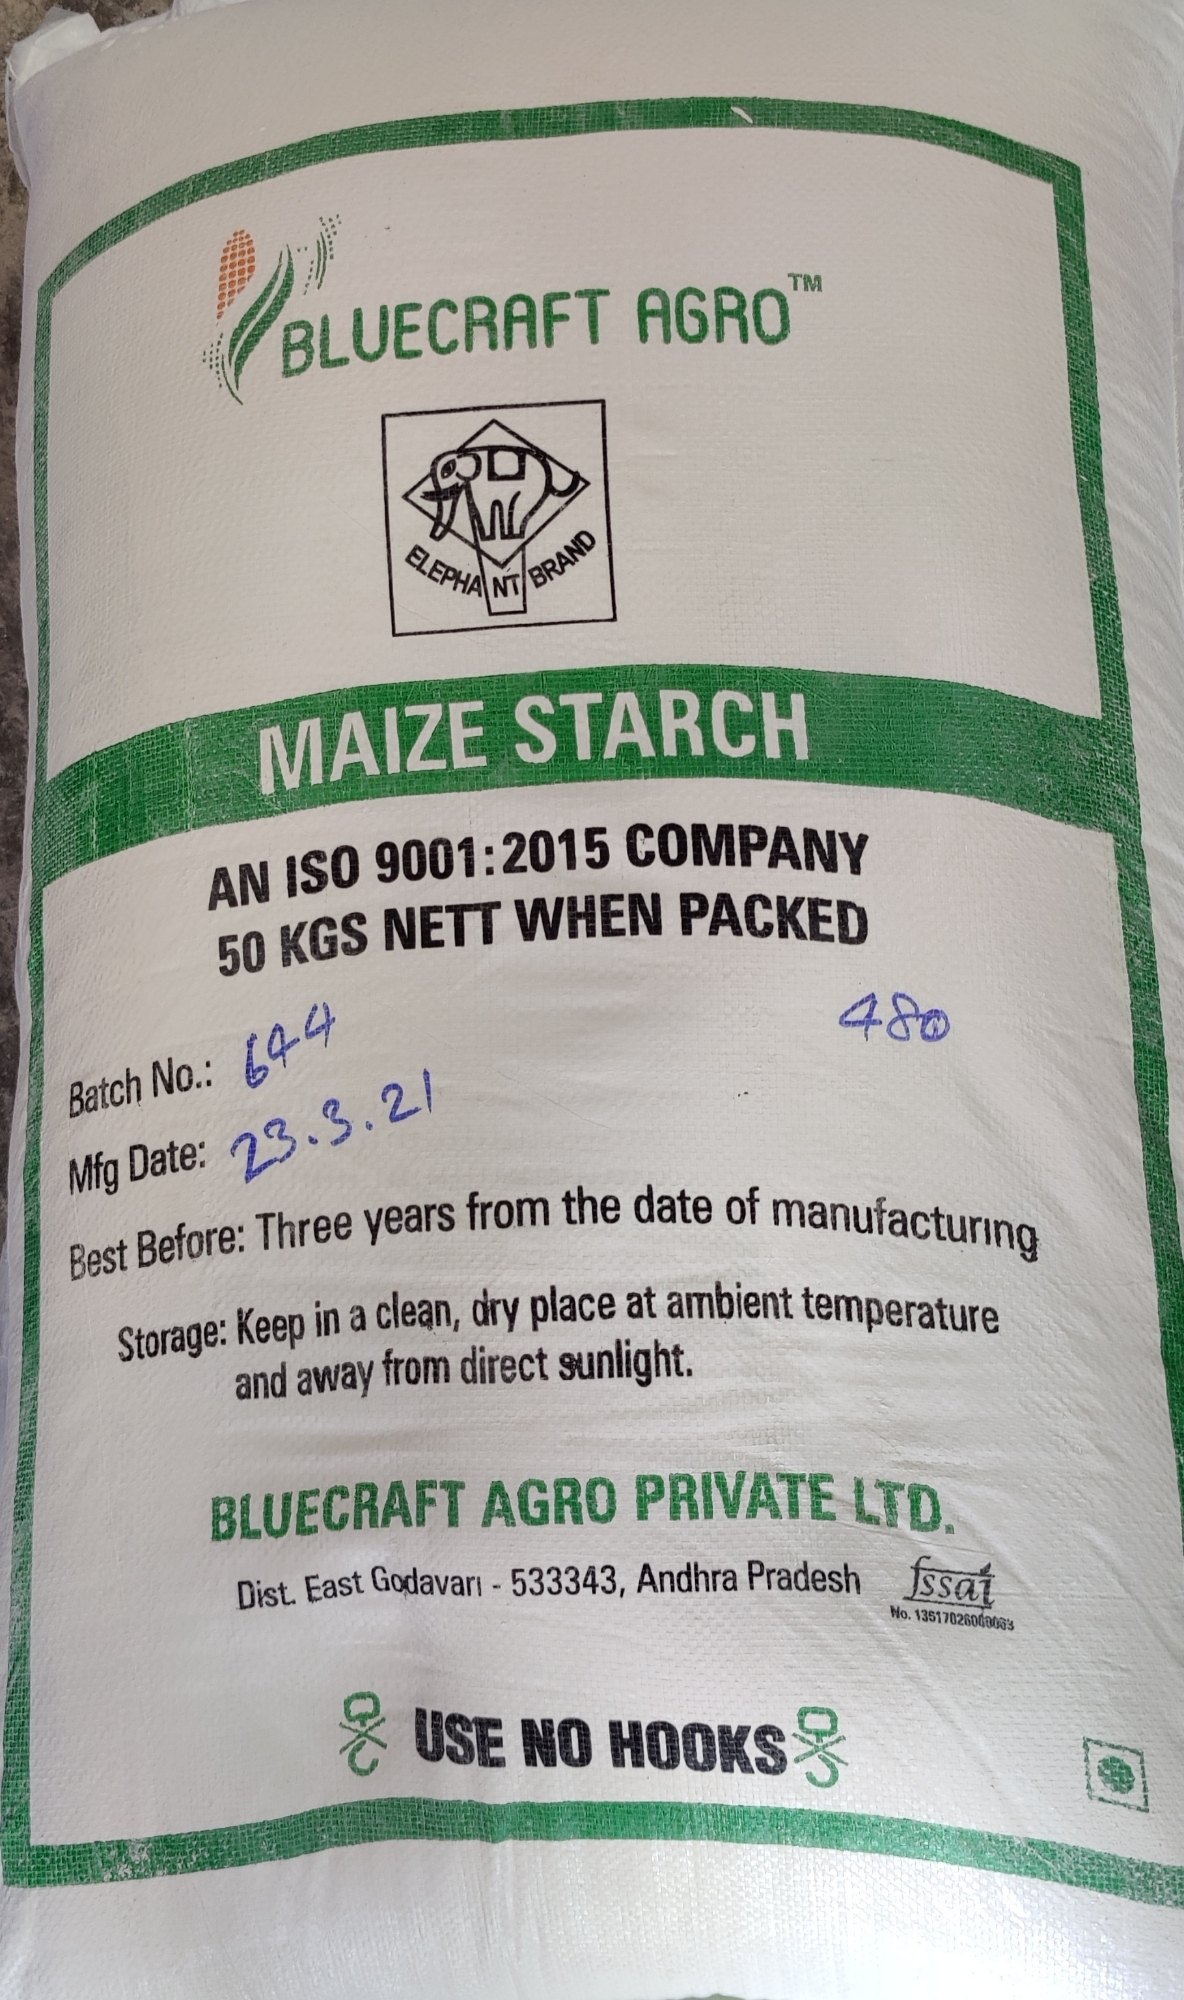 BLUECRAFT AGRO™
ELEPHANT BRAND
MAIZE STARCH
AN ISO 9001:2015 COMPANY
50 KGS NETT WHEN PACKED
480
Batch No.: 644
Mfg Date: 23.3.21
Best Before: Three years from the date of manufacturing
Storage: Keep in a clean, dry place at ambient temperature
and away from direct sunlight.
BLUECRAFT AGRO PRIVATE LTD.
Dist. East Godavari - 533343, Andhra Pradesh
fssai
No. 13517026000063
USE NO HOOKS